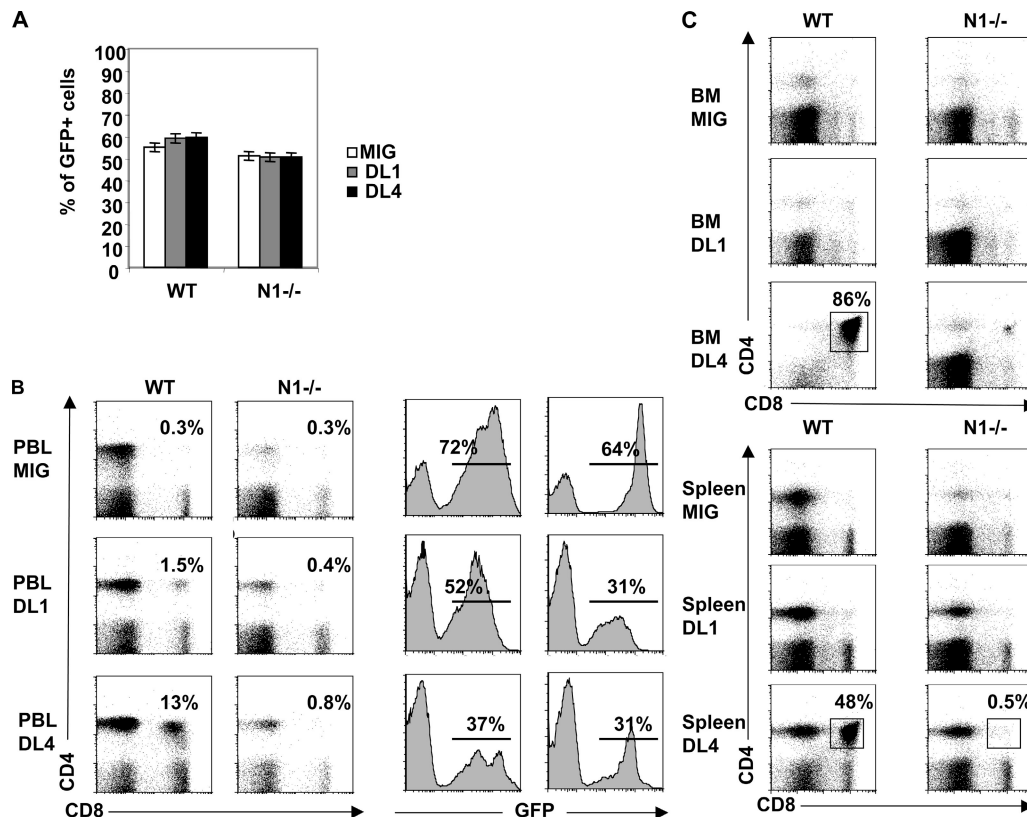 A
% of GFP+ cells
100
90
80
70
60
50
40
30
20
10
0
WT
N1-/-
MIG
DL1
DL4
B
WT
N1-/-
PBL
MIG
0.3%
0.3%
72%
64%
PBL
DL1
1.5%
0.4%
52%
31%
PBL
DL4
13%
0.8%
37%
31%
CD4
CD8
GFP
C
WT
N1-/-
BM
MIG
BM
DL1
BM
DL4
86%
CD4
CD8
WT
N1-/-
Spleen
MIG
Spleen
DL1
Spleen
DL4
48%
0.5%
CD4
CD8